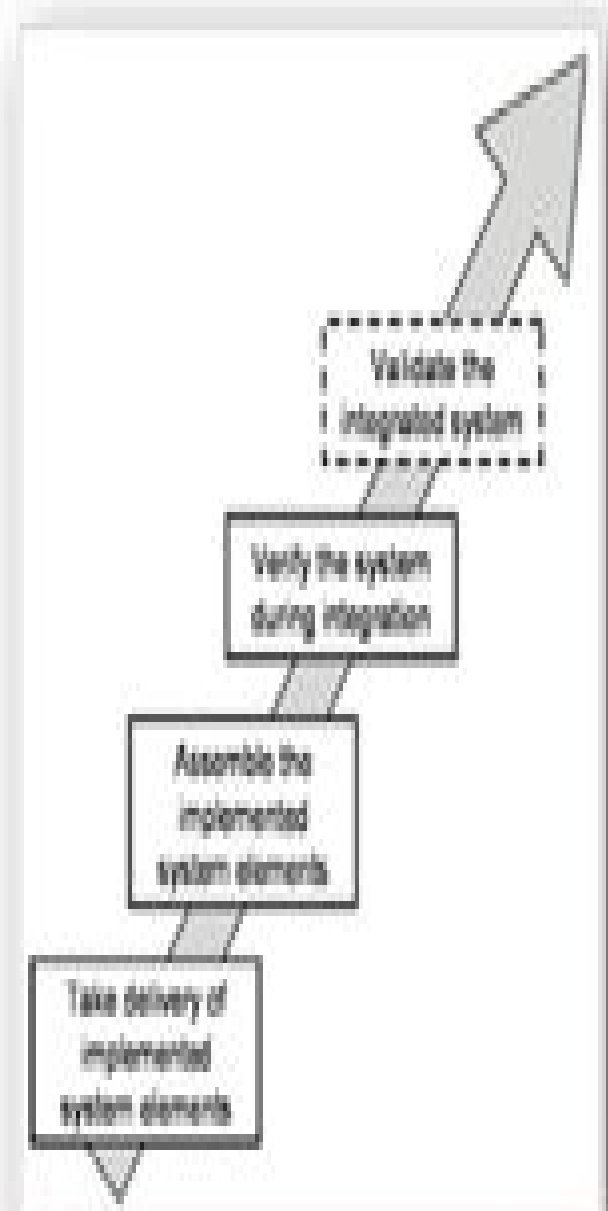 Validate the
integrated system
Verify the system
during integration
Assemble the
implemented
system elements
Take delivery of
implemented
system elements